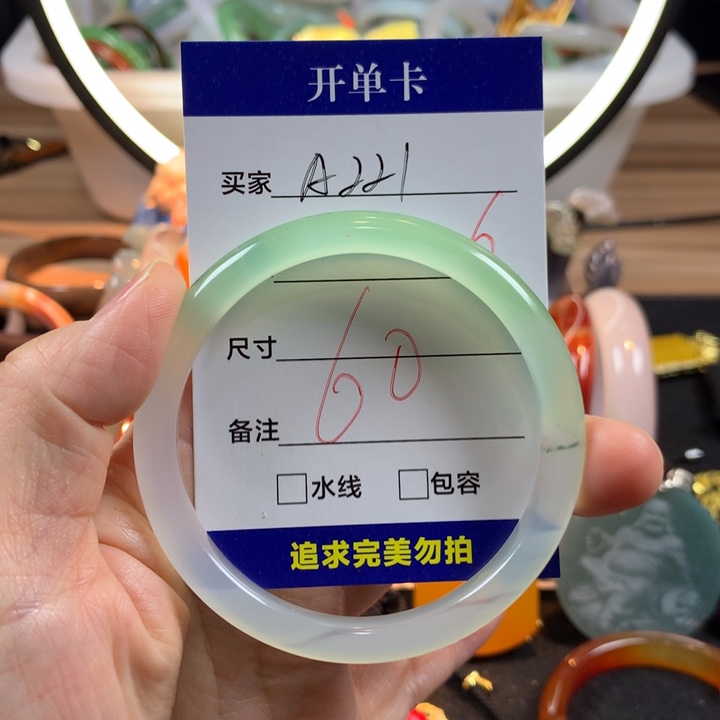 开单卡
买家 A221
6
尺寸 60
备注
水线 包容
追求完美勿拍